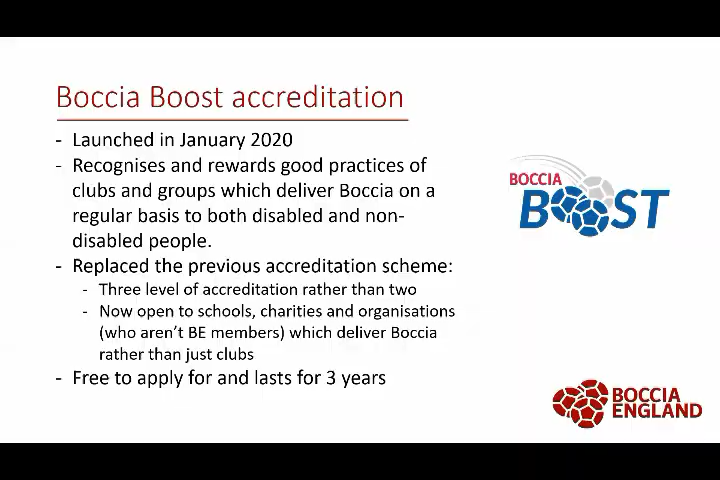 Boccia Boost accreditation
- Launched in January 2020
- Recognises and rewards good practices of
clubs and groups which deliver Boccia on a
regular basis to both disabled and non-
disabled people.
- Replaced the previous accreditation scheme:
- Three level of accreditation rather than two
- Now open to schools, charities and organisations
(who aren't BE members) which deliver Boccia
rather than just clubs
- Free to apply for and lasts for 3 years
BOCCIA
BOOST
BOCCIA
ENGLAND